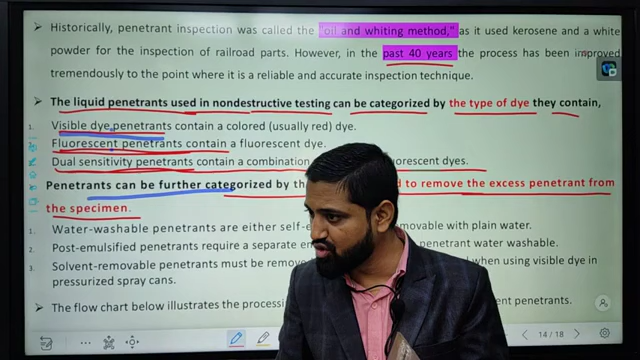 Historically, penetrant inspection was called the "oil and whiting method," as it used kerosene and a white
powder for the inspection of railroad parts. However, in the past 40 years the process has been improved
tremendously to the point where it is a reliable and accurate inspection technique.
The liquid penetrants used in nondestructive testing can be categorized by the type of dye they contain,
1. Visible dye penetrants contain a colored (usually red) dye.
Fluorescent penetrants contain a fluorescent dye.
Dual sensitivity penetrants contain a combination fluorescent dyes.
Penetrants can be further categorized by to remove the excess penetrant from
the specimen.
1. Water-washable penetrants are either with plain water.
2. Post-emulsified penetrants require a separate penetrant water washable.
3. Solvent-removable penetrants must be when using visible dye in
pressurized spray cans.
The flow chart below illustrates the penetrants.
14 / 18